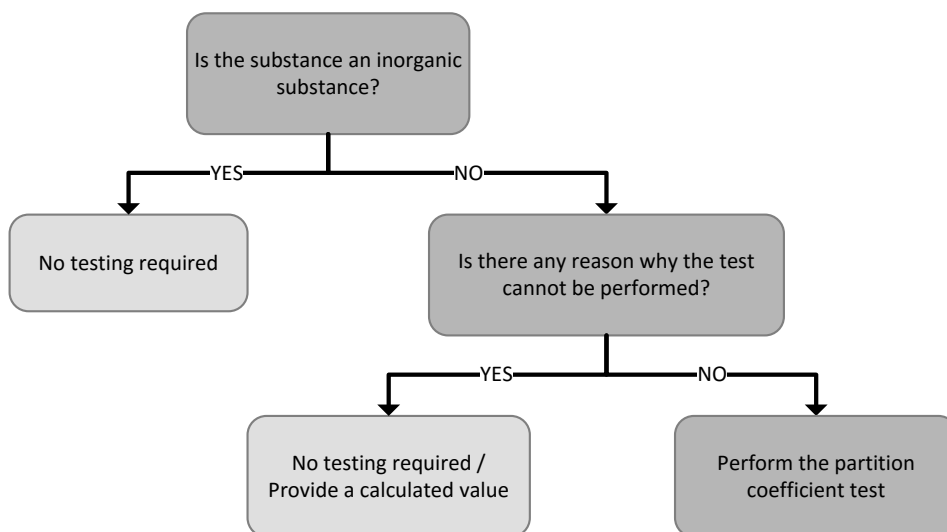 Is the substance an inorganic
substance?
YES
NO
No testing required
Is there any reason why the test
cannot be performed?
YES
NO
No testing required /
Provide a calculated value
Perform the partition
coefficient test